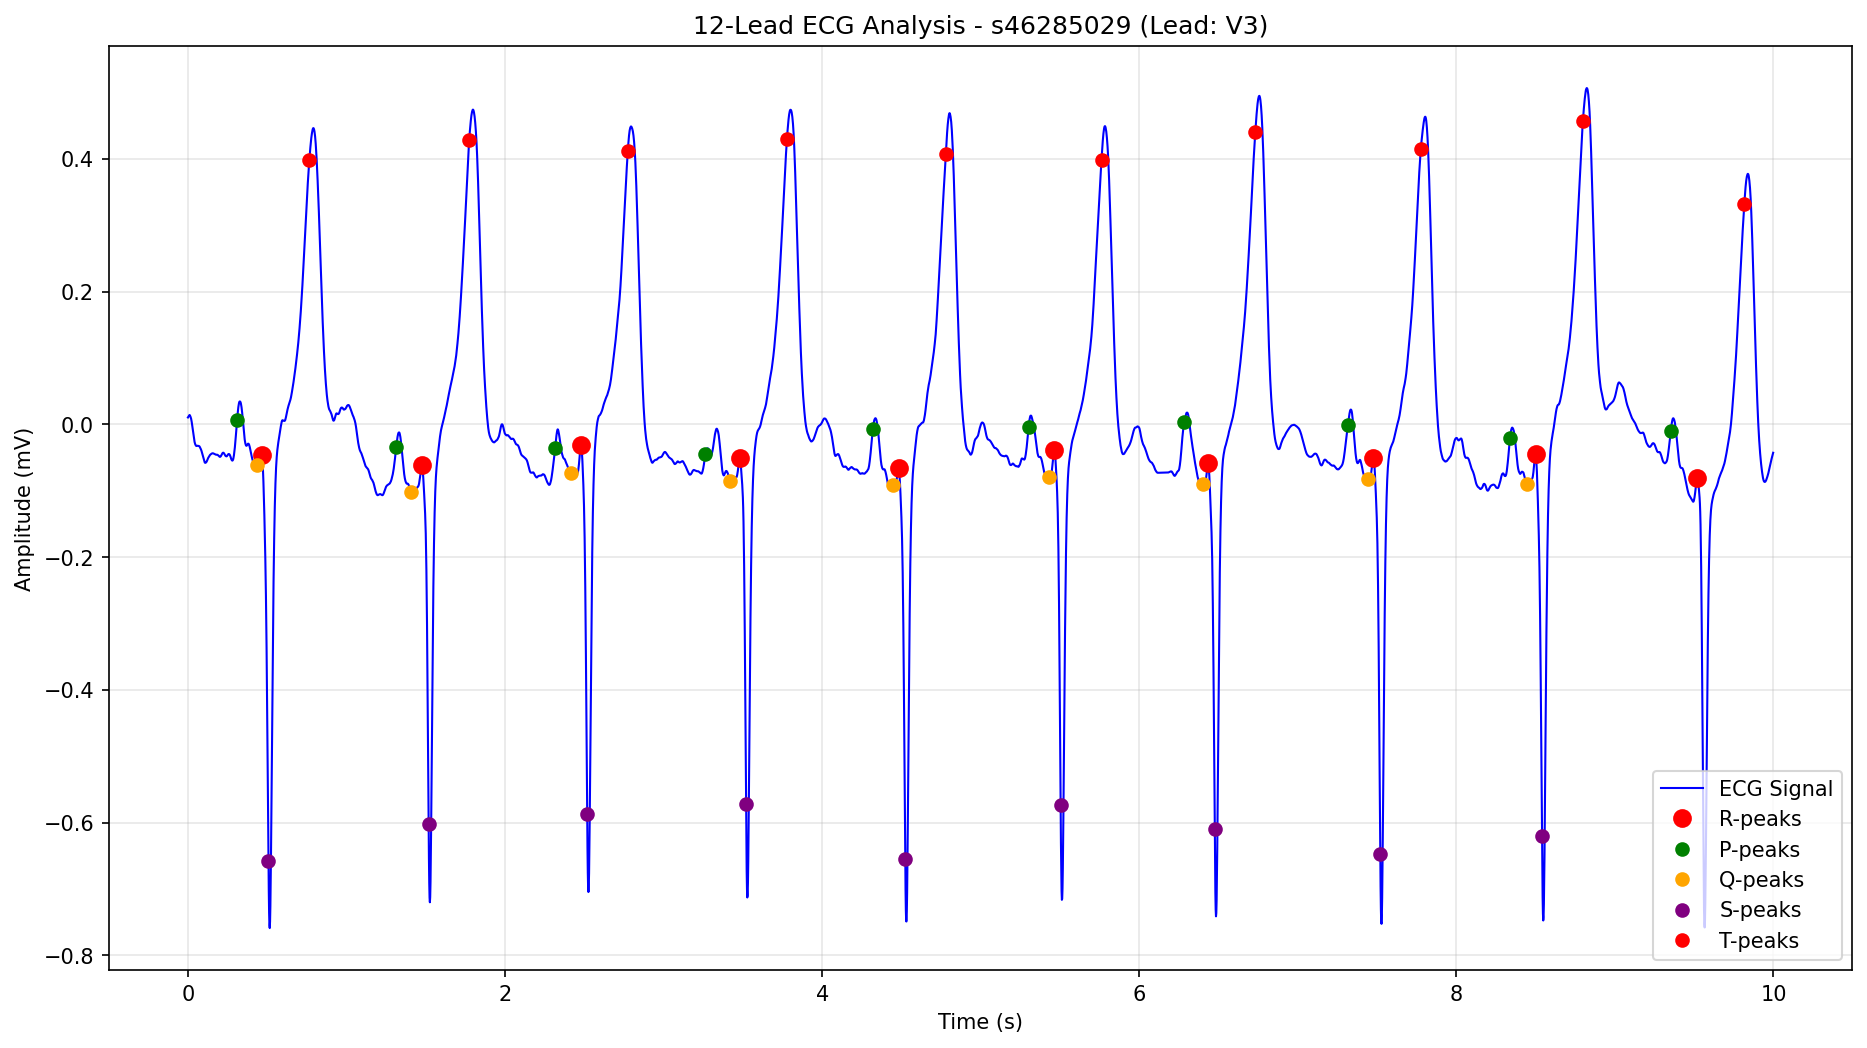 12-Lead ECG Analysis - s46285029 (Lead: V3)
Amplitude (mV)
0.4
0.2
0.0
−0.2
−0.4
−0.6
−0.8
0 2 4 6 8 10
Time (s)
ECG Signal
R-peaks
P-peaks
Q-peaks
S-peaks
T-peaks